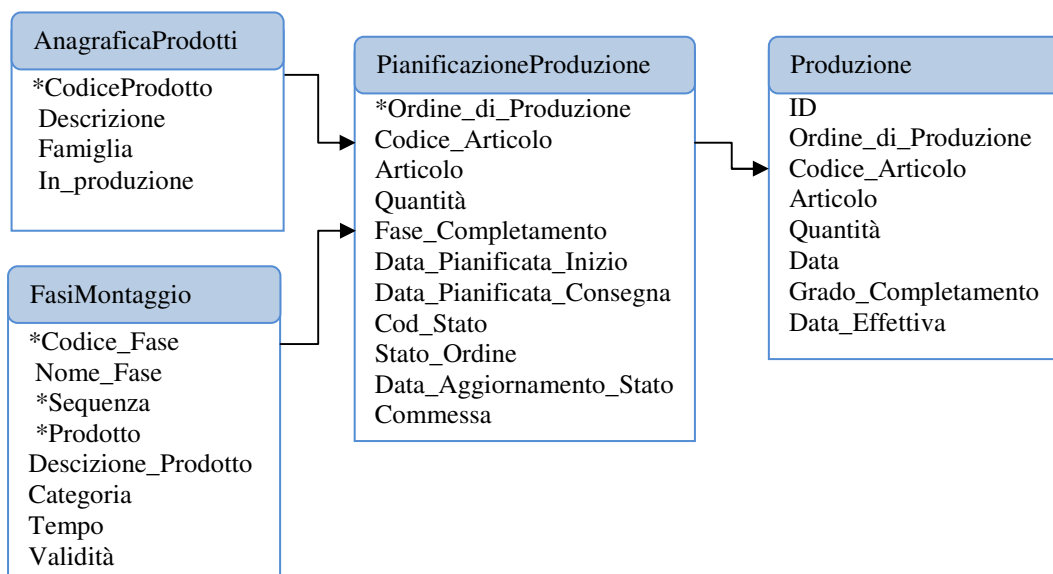 AnagraficaProdotti
*CodiceProdotto
Descrizione
Famiglia
In_produzione
FasiMontaggio
*Codice_Fase
Nome_Fase
*Sequenza
*Prodotto
Descizione_Prodotto
Categoria
Tempo
Validità
PianificazioneProduzione
*Ordine_di_Produzione
Codice_Articolo
Articolo
Quantità
Fase_Completamento
Data_Pianificata_Inizio
Data_Pianificata_Consegna
Cod_Stato
Stato_Ordine
Data_Aggiornamento_Stato
Commessa
Produzione
ID
Ordine_di_Produzione
Codice_Articolo
Articolo
Quantità
Data
Grado_Completamento
Data_Effettiva